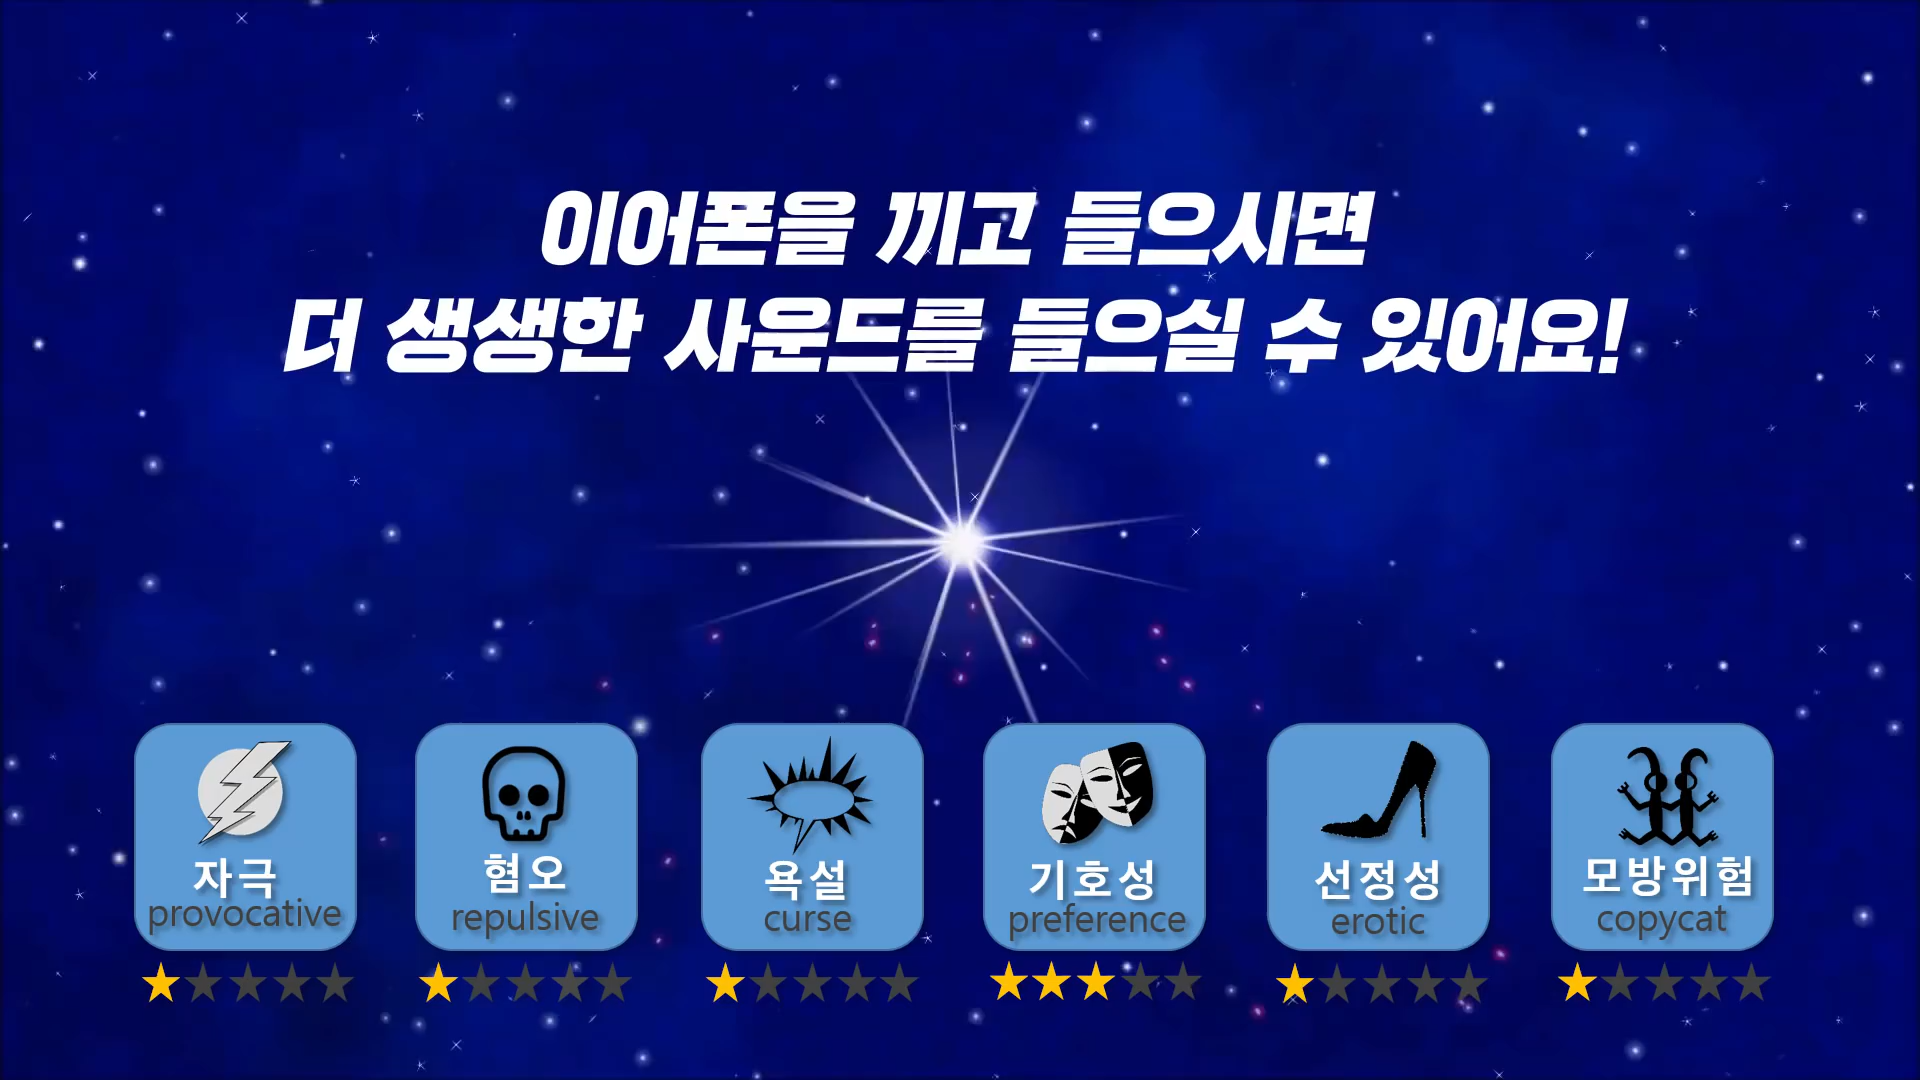 이어폰을 끼고 들으시면
더 생생한 사운드를 들으실 수 있어요!
자극
provocative
혐오
repulsive
욕설
curse
기호성
preference
선정성
erotic
모방위험
copycat